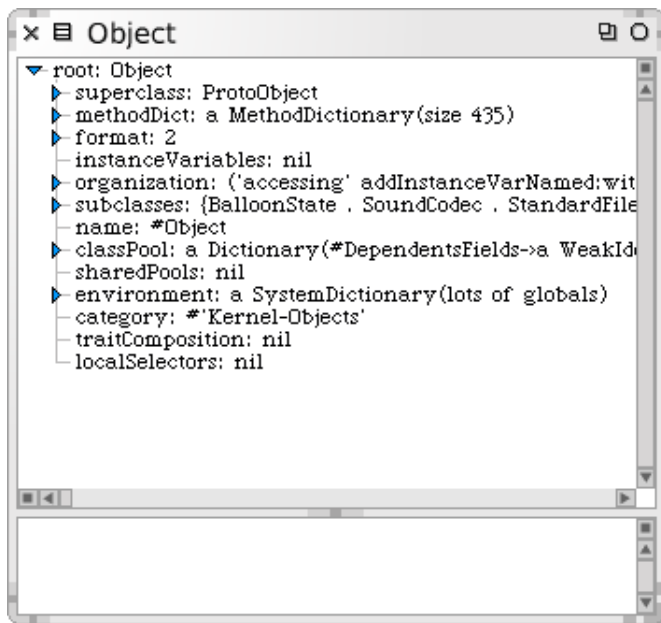 Object
root: Object
superclass: ProtoObject
methodDict: a MethodDictionary(size 435)
format: 2
instanceVariables: nil
organization: ('accessing' addInstanceVarNamed:wit
subclasses: {BalloonState . SoundCodec . StandardFile
name: #Object
classPool: a Dictionary(#DependentsFields->a WeakIde
sharedPools: nil
environment: a SystemDictionary(lots of globals)
category: #'Kernel-Objects'
traitComposition: nil
localSelectors: nil